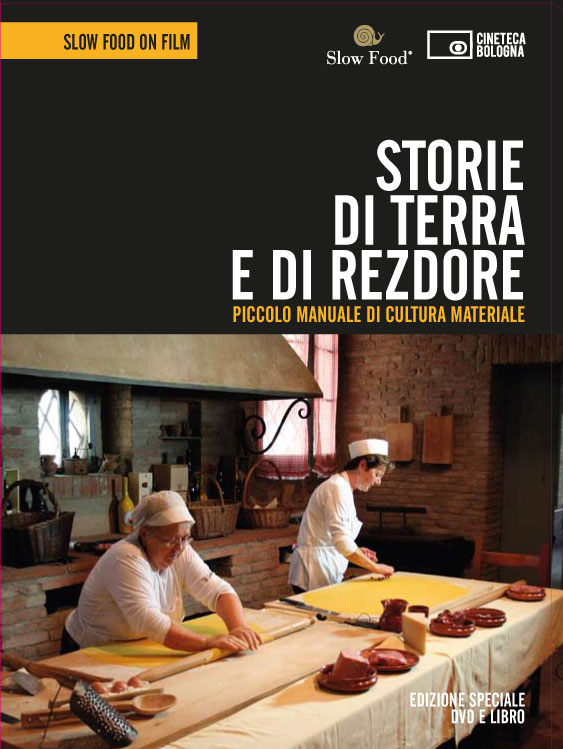 SLOW FOOD ON FILM
Slow Food®
CINETECA
BOLOGNA
STORIE
DI TERRA
E DI REZDORE
PICCOLO MANUALE DI CULTURA MATERIALE
EDIZIONE SPECIALE
DVD E LIBRO